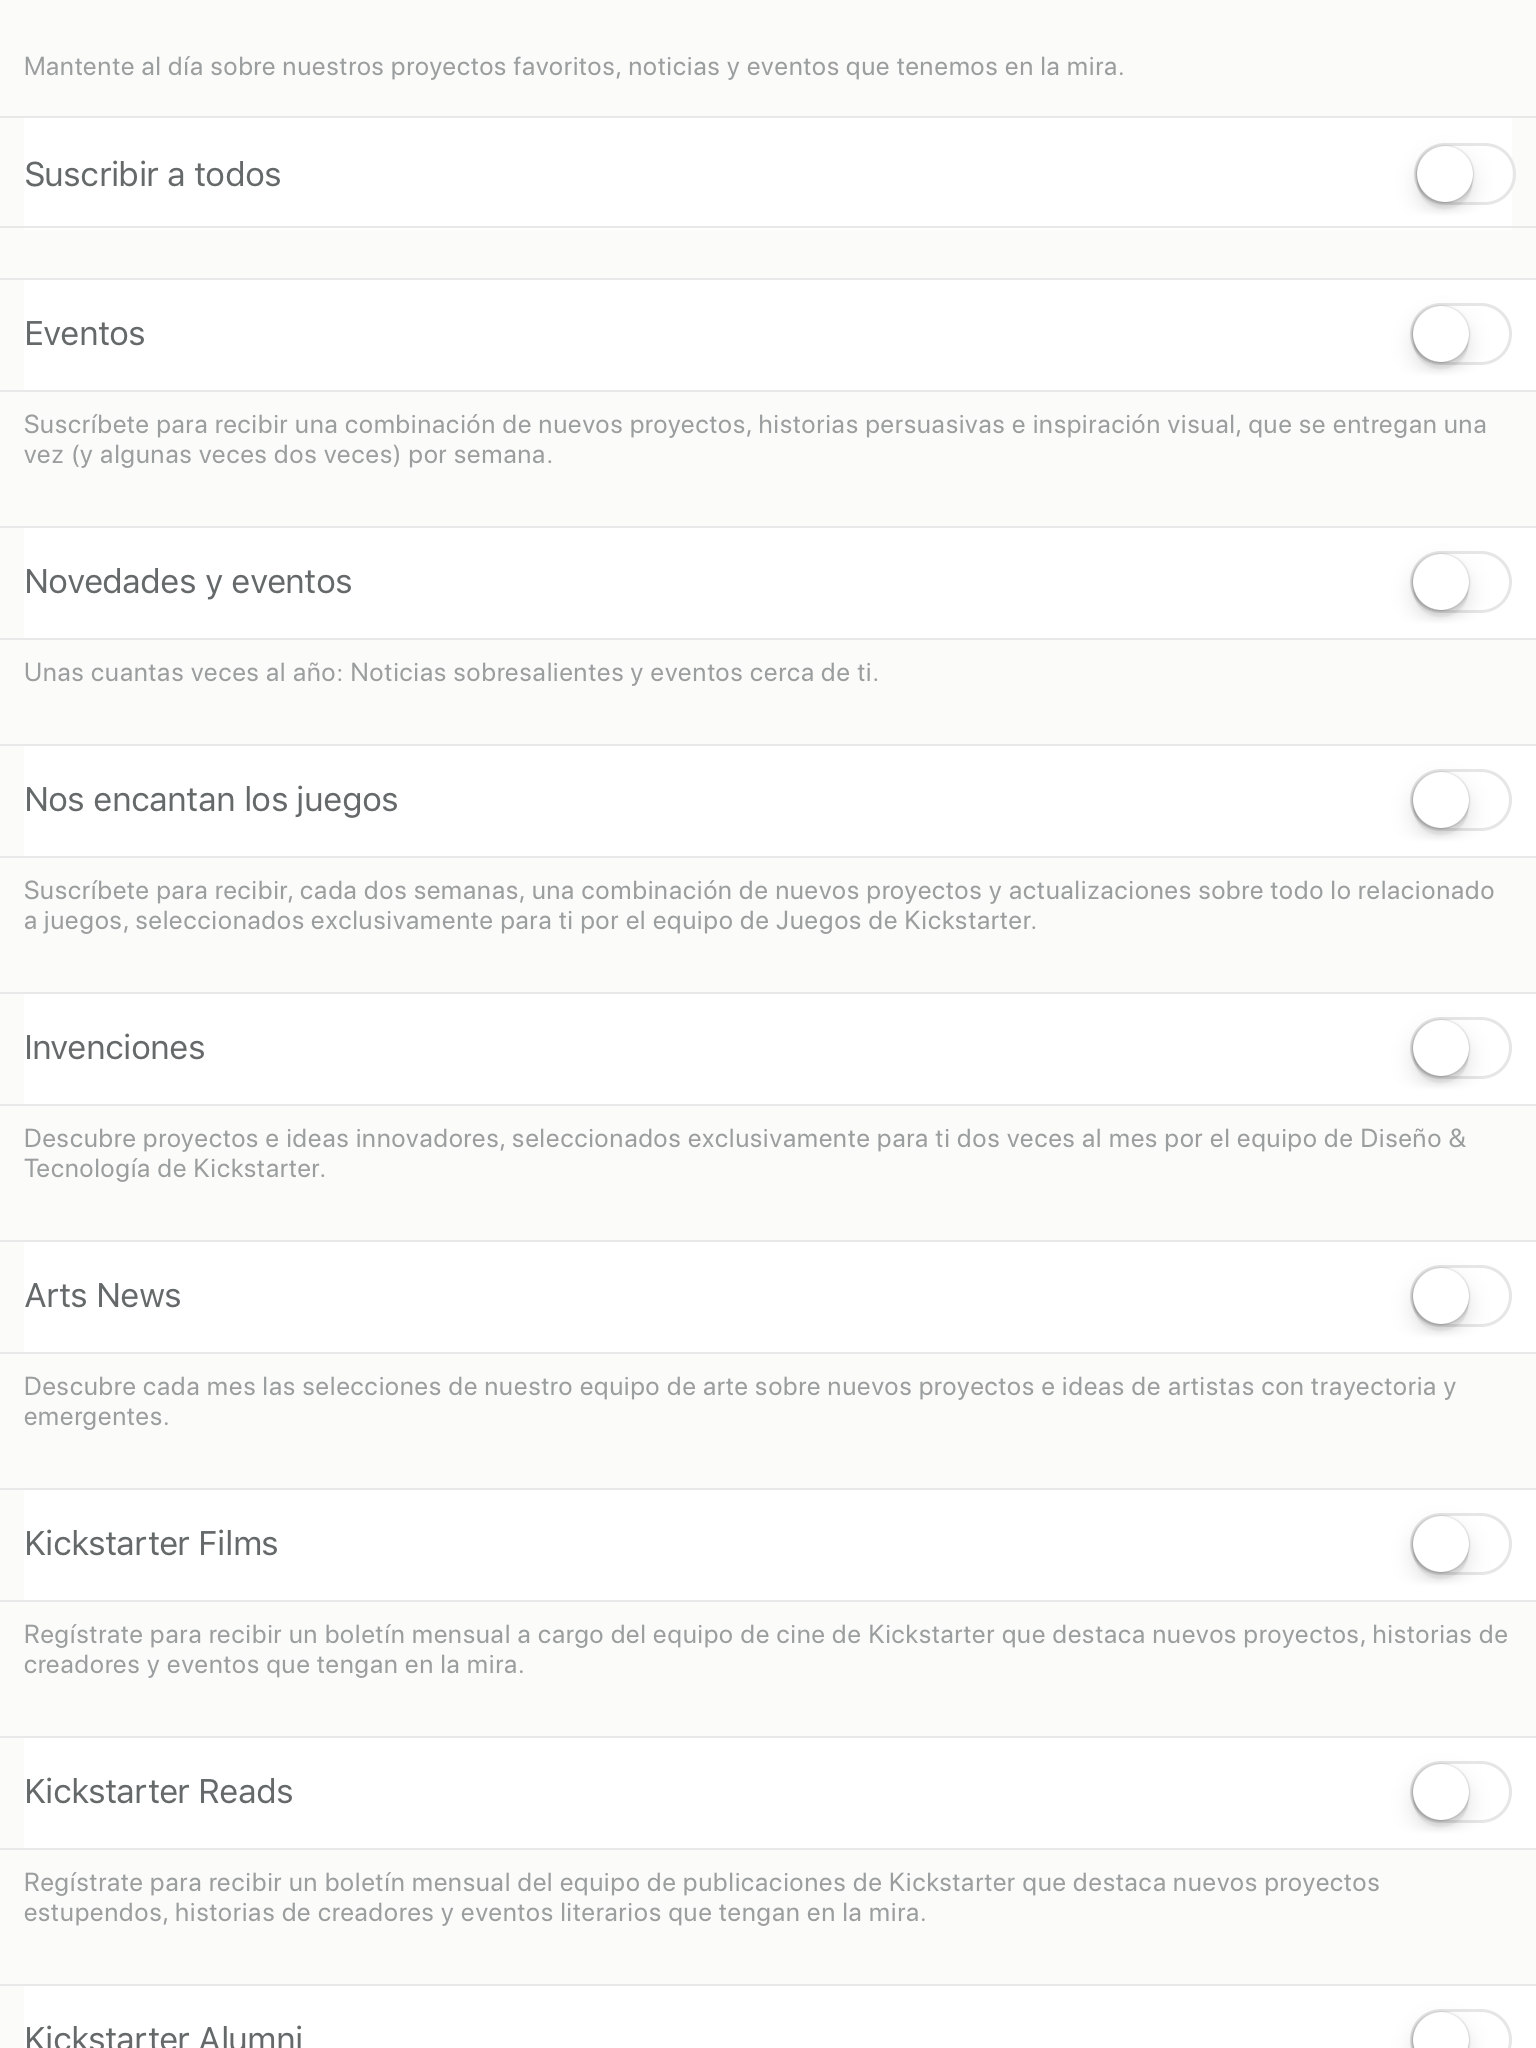 Mantente al día sobre nuestros proyectos favoritos, noticias y eventos que tenemos en la mira.
Suscribir a todos
Eventos
Suscríbete para recibir una combinación de nuevos proyectos, historias persuasivas e inspiración visual, que se entregan una
vez (y algunas veces dos veces) por semana.
Novedades y eventos
Unas cuantas veces al año: Noticias sobresalientes y eventos cerca de ti.
Nos encantan los juegos
Suscríbete para recibir, cada dos semanas, una combinación de nuevos proyectos y actualizaciones sobre todo lo relacionado
a juegos, seleccionados exclusivamente para ti por el equipo de Juegos de Kickstarter.
Invenciones
Descubre proyectos e ideas innovadores, seleccionados exclusivamente para ti dos veces al mes por el equipo de Diseño &
Tecnología de Kickstarter.
Arts News
Descubre cada mes las selecciones de nuestro equipo de arte sobre nuevos proyectos e ideas de artistas con trayectoria y
emergentes.
Kickstarter Films
Regístrate para recibir un boletín mensual a cargo del equipo de cine de Kickstarter que destaca nuevos proyectos, historias de
creadores y eventos que tengan en la mira.
Kickstarter Reads
Regístrate para recibir un boletín mensual del equipo de publicaciones de Kickstarter que destaca nuevos proyectos
estupendos, historias de creadores y eventos literarios que tengan en la mira.
Kickstarter Alumni